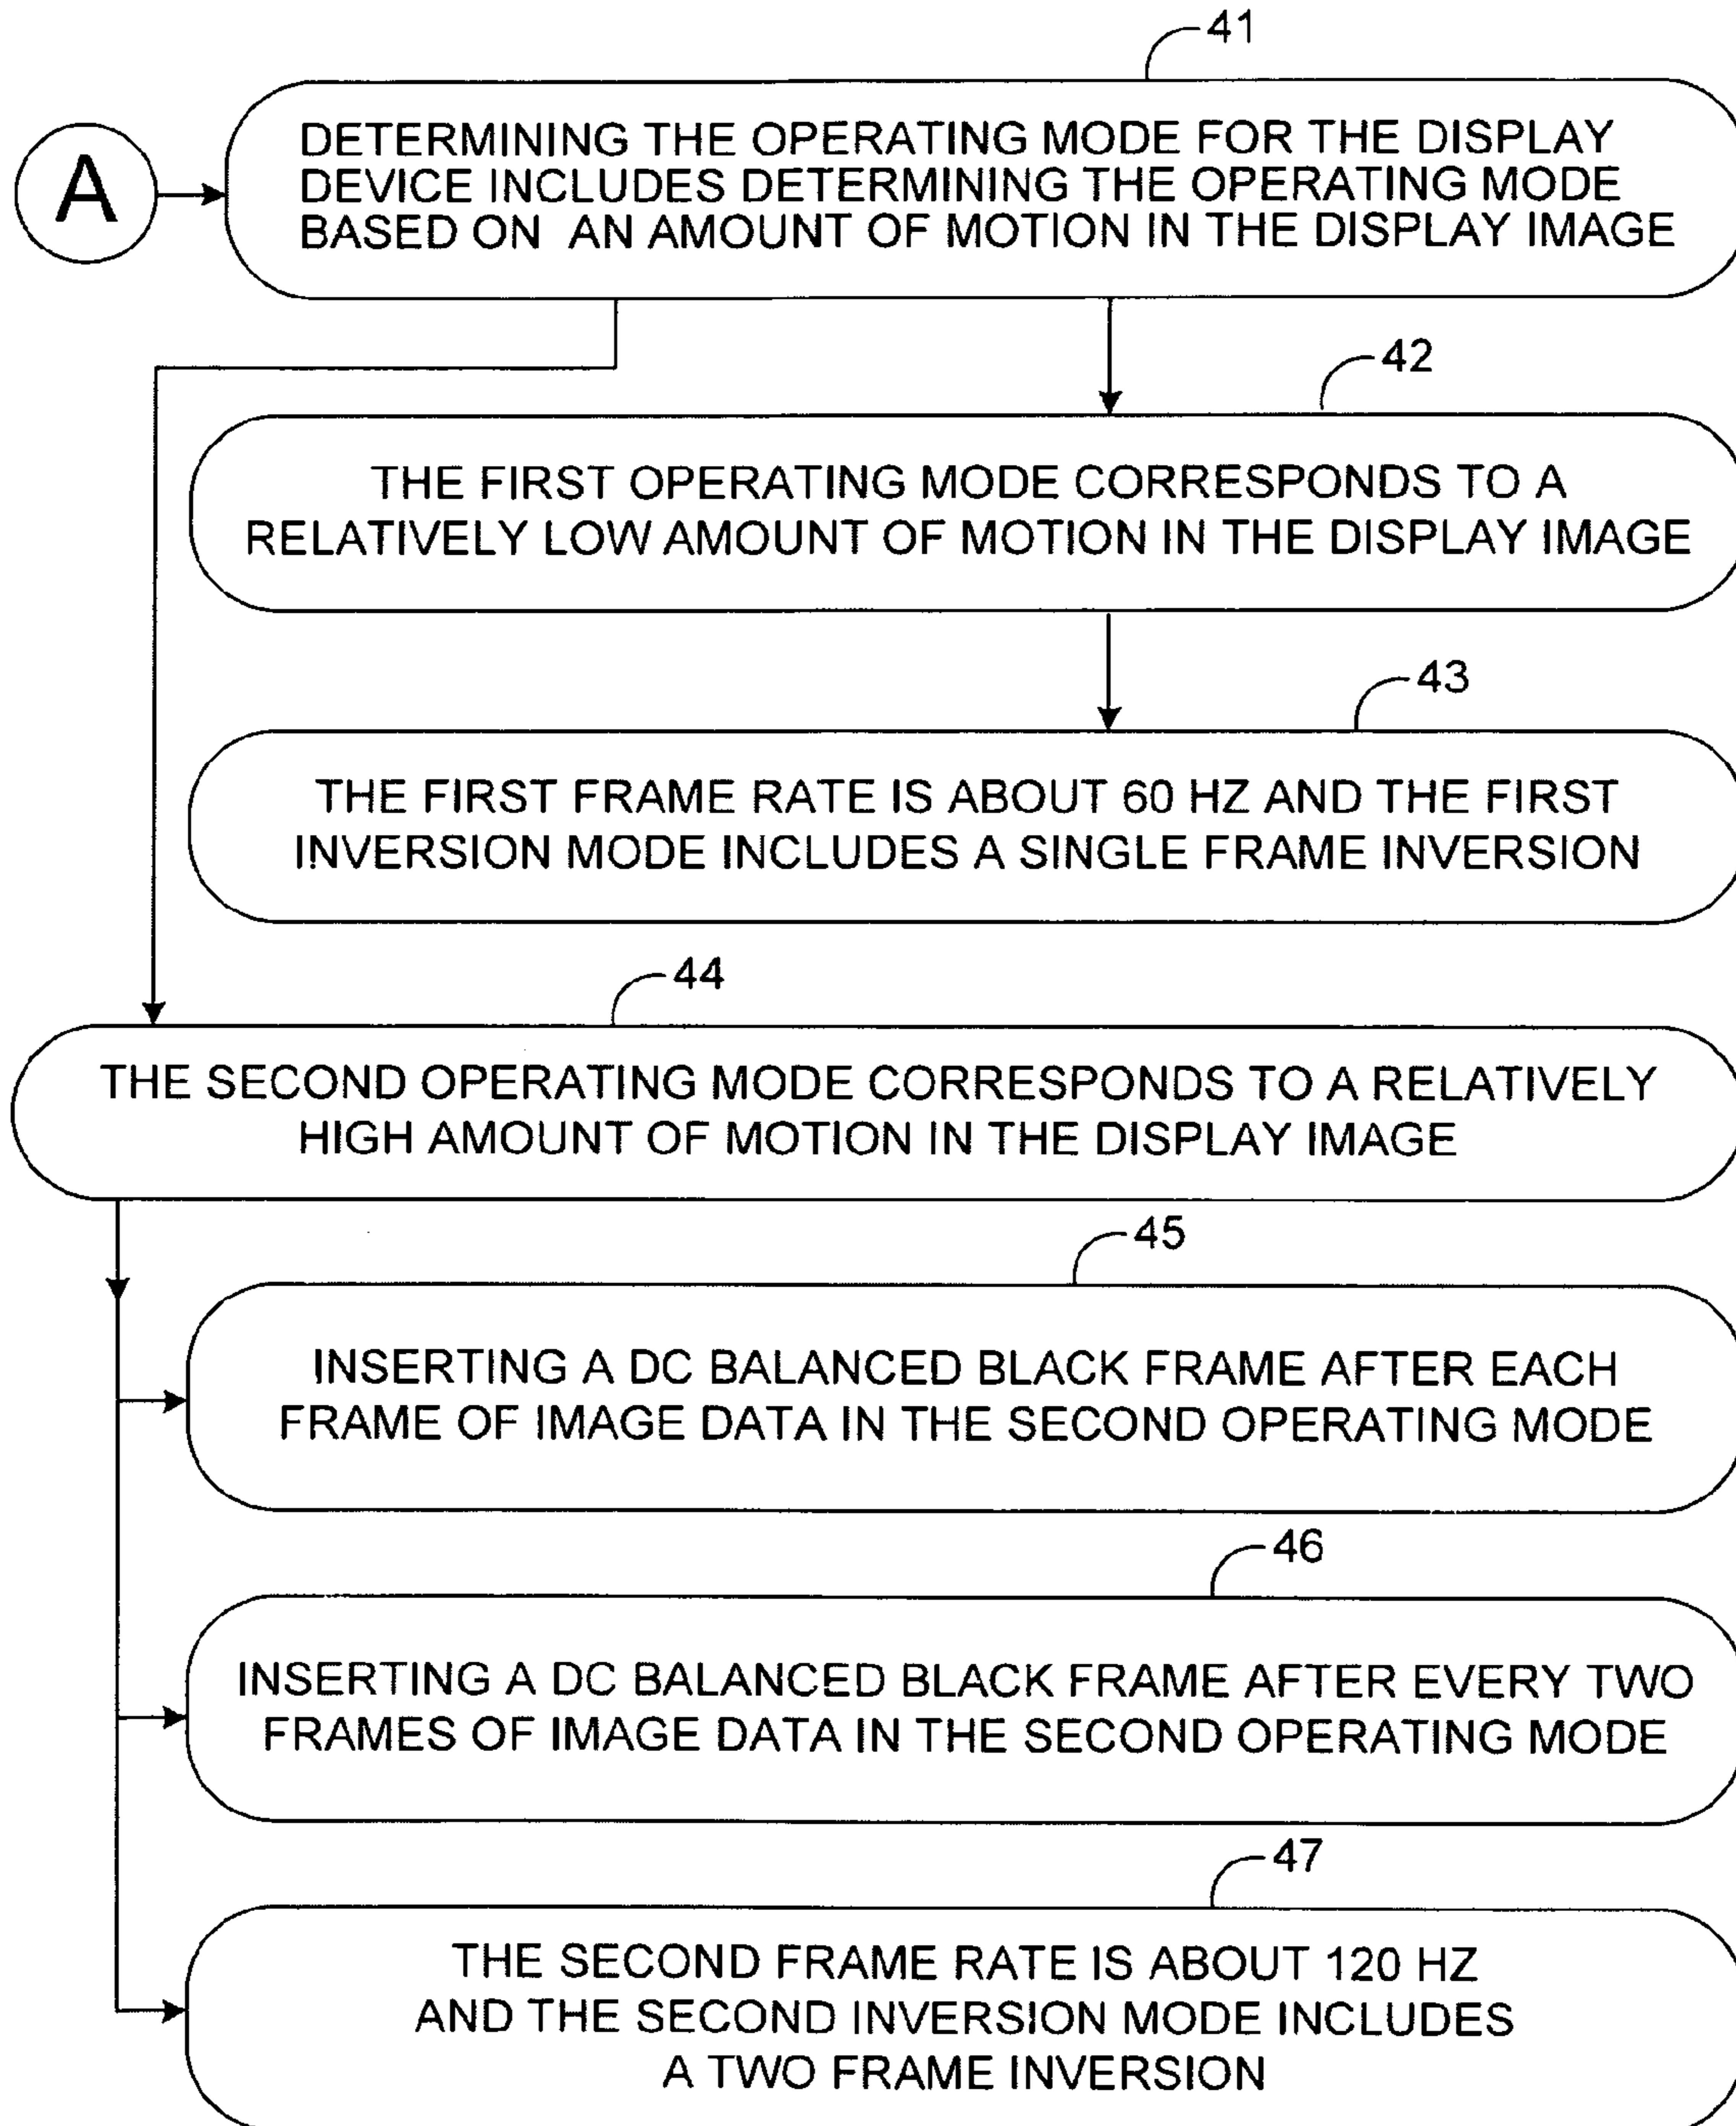 41
A
DETERMINING THE OPERATING MODE FOR THE DISPLAY
DEVICE INCLUDES DETERMINING THE OPERATING MODE
BASED ON AN AMOUNT OF MOTION IN THE DISPLAY IMAGE
42
THE FIRST OPERATING MODE CORRESPONDS TO A
RELATIVELY LOW AMOUNT OF MOTION IN THE DISPLAY IMAGE
43
THE FIRST FRAME RATE IS ABOUT 60 HZ AND THE FIRST
INVERSION MODE INCLUDES A SINGLE FRAME INVERSION
44
THE SECOND OPERATING MODE CORRESPONDS TO A RELATIVELY
HIGH AMOUNT OF MOTION IN THE DISPLAY IMAGE
45
INSERTING A DC BALANCED BLACK FRAME AFTER EACH
FRAME OF IMAGE DATA IN THE SECOND OPERATING MODE
46
INSERTING A DC BALANCED BLACK FRAME AFTER EVERY TWO
FRAMES OF IMAGE DATA IN THE SECOND OPERATING MODE
47
THE SECOND FRAME RATE IS ABOUT 120 HZ
AND THE SECOND INVERSION MODE INCLUDES
A TWO FRAME INVERSION